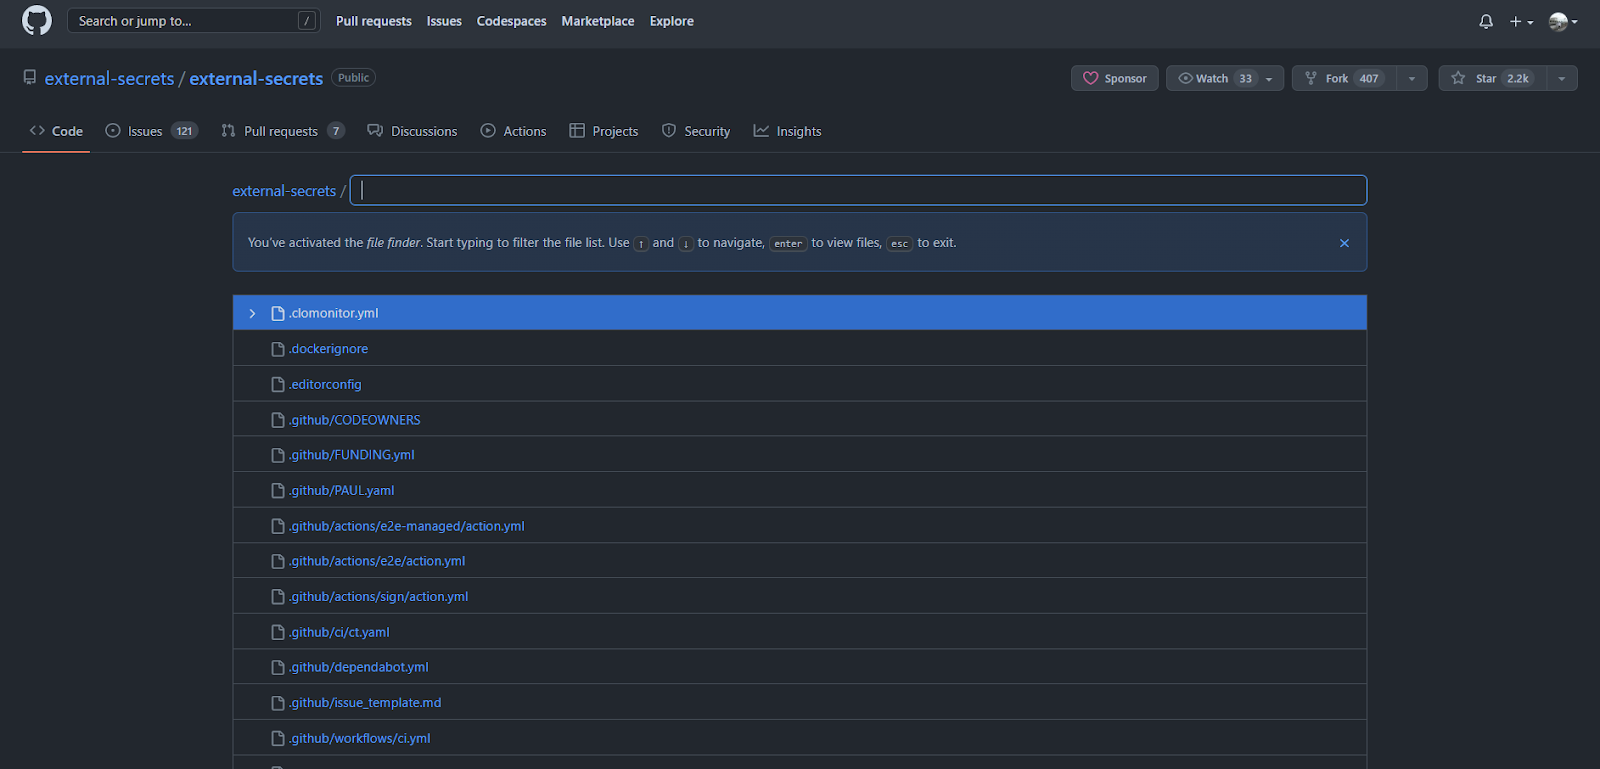 Search or jump to... / Pull requests Issues Codespaces Marketplace Explore
external-secrets / external-secrets Public Sponsor Watch 33 Fork 407 Star 2.2k
Code Issues 121 Pull requests 7 Discussions Actions Projects Security Insights
external-secrets /
You've activated the file finder. Start typing to filter the file list. Use ↑ and ↓ to navigate, enter to view files, esc to exit.
.clomonitor.yml
.dockerignore
.editorconfig
.github/CODEOWNERS
.github/FUNDING.yml
.github/PAUL.yaml
.github/actions/e2e-managed/action.yml
.github/actions/e2e/action.yml
.github/actions/sign/action.yml
.github/ci/ct.yaml
.github/dependabot.yml
.github/issue_template.md
.github/workflows/ci.yml